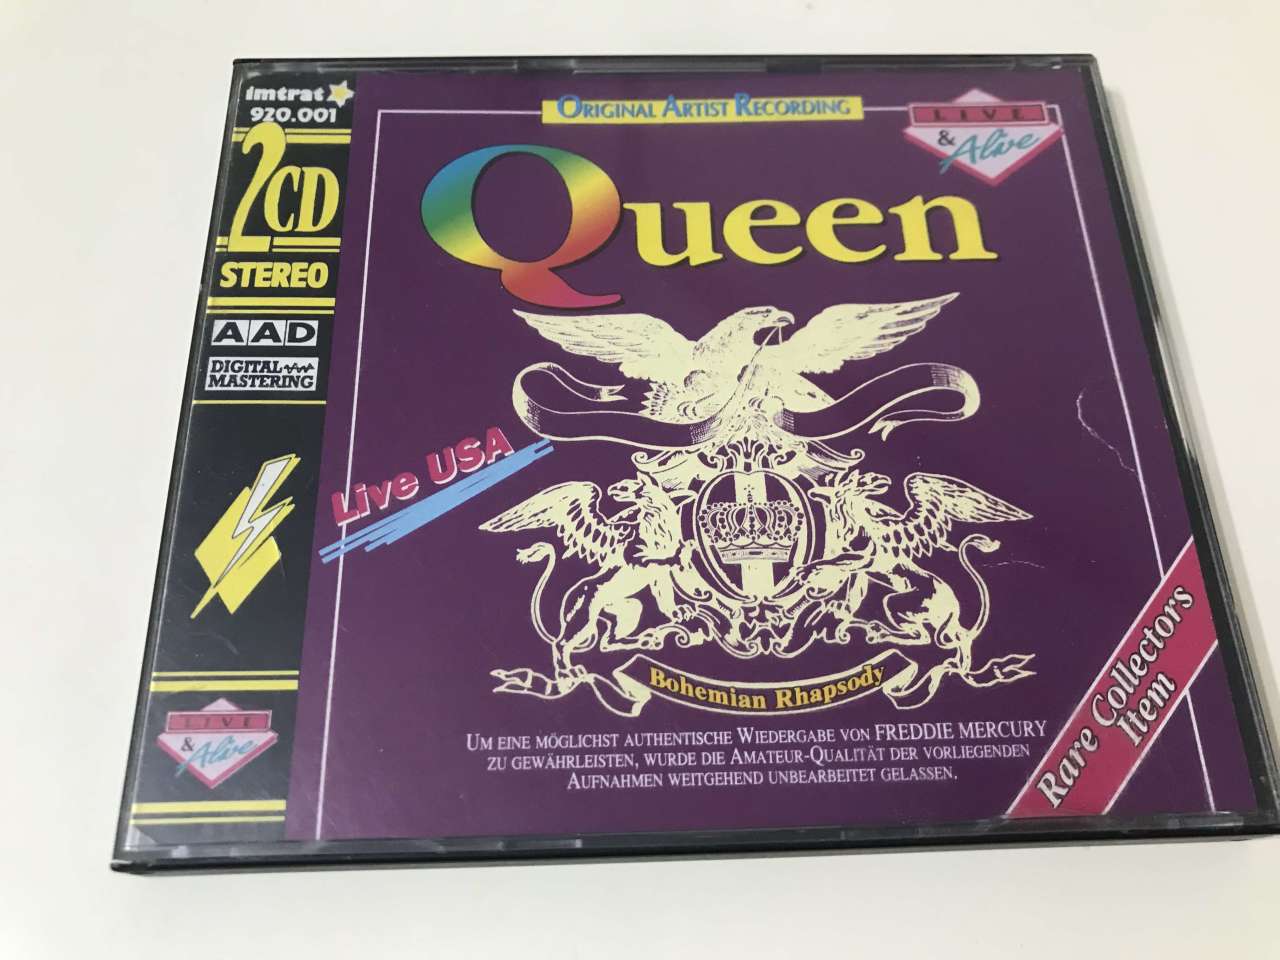 imtrat
920.001
2CD
STEREO
AAD
DIGITAL
MASTERING
LIVE
& Alive
ORIGINAL ARTIST RECORDING
LIVE
& Alive
Queen
Live USA
Bohemian Rhapsody
UM EINE MÖGLICHST AUTHENTISCHE WIEDERGABE VON FREDDIE MERCURY
ZU GEWÄHRLEISTEN, WURDE DIE AMATEUR-QUALITÄT DER VORLIEGENDEN
AUFNAHMEN WEITGEHEND UNBEARBEITET GELASSEN.
Rare Collectors
Item